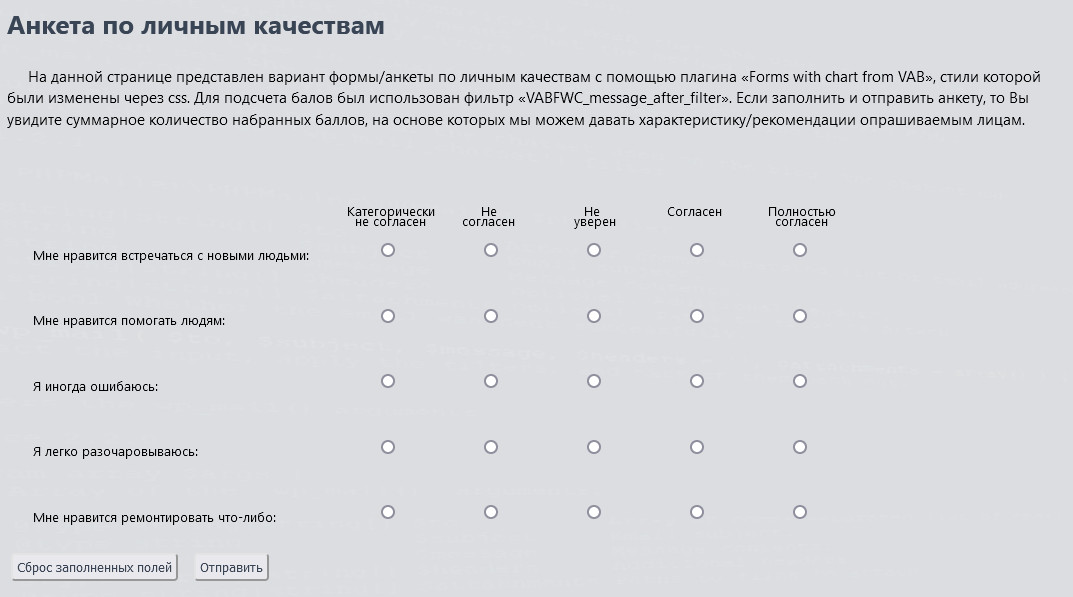 Анкета по личным качествам
На данной странице представлен вариант формы/анкеты по личным качествам с помощью плагина «Forms with chart from VAB», стили которой
были изменены через css. Для подсчета балов был использован фильтр «VABFWC_message_after_filter». Если заполнить и отправить анкету, то Вы
увидите суммарное количество набранных баллов, на основе которых мы можем давать характеристику/рекомендации опрашиваемым лицам.
Категорически не согласен
Не согласен
Не уверен
Согласен
Полностью согласен
Мне нравится встречаться с новыми людьми:
Мне нравится помогать людям:
Я иногда ошибаюсь:
Я легко разочаровываюсь:
Мне нравится ремонтировать что-либо:
Сброс заполненных полей
Отправить